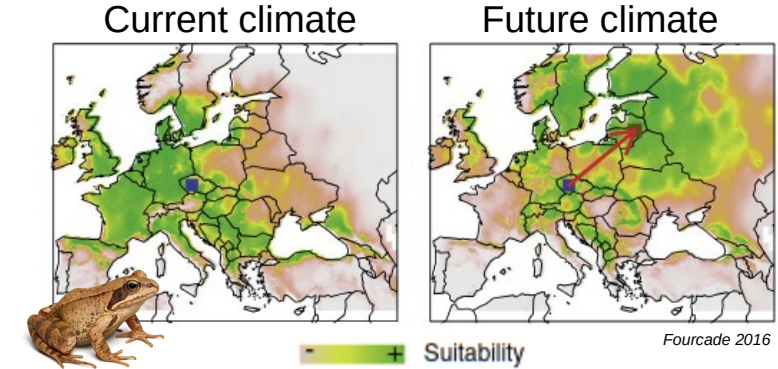 Current climate
Future climate
- + Suitability
Fourcade 2016